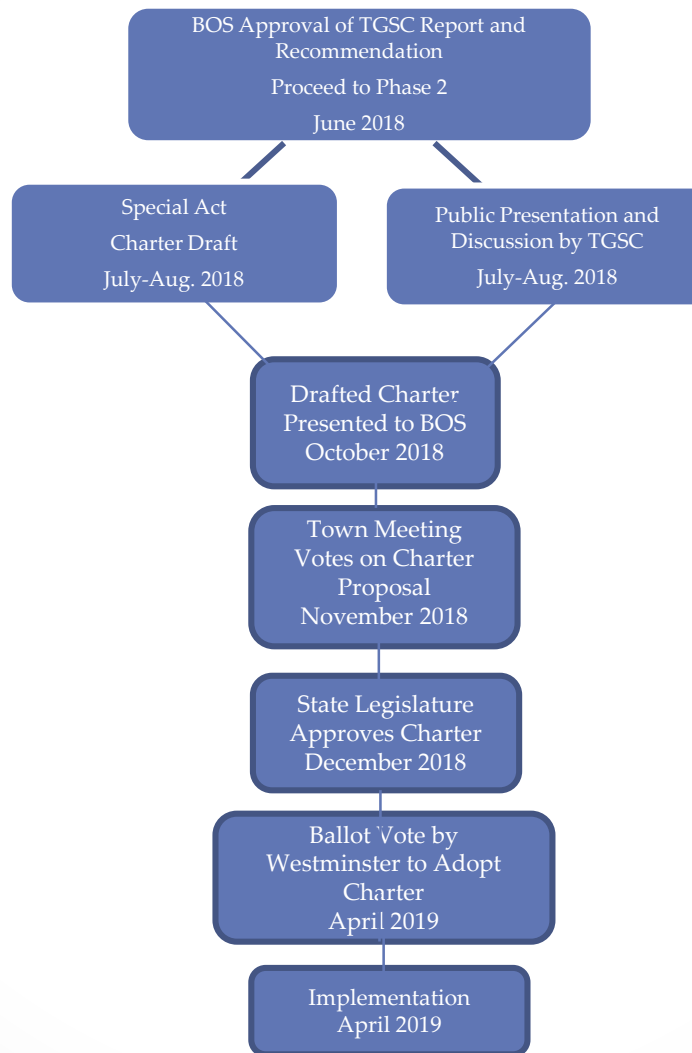 BOS Approval of TGSC Report and
Recommendation
Proceed to Phase 2
June 2018
Special Act
Charter Draft
July-Aug. 2018
Public Presentation and
Discussion by TGSC
July-Aug. 2018
Drafted Charter
Presented to BOS
October 2018
Town Meeting
Votes on Charter
Proposal
November 2018
State Legislature
Approves Charter
December 2018
Ballot Vote by
Westminster to Adopt
Charter
April 2019
Implementation
April 2019